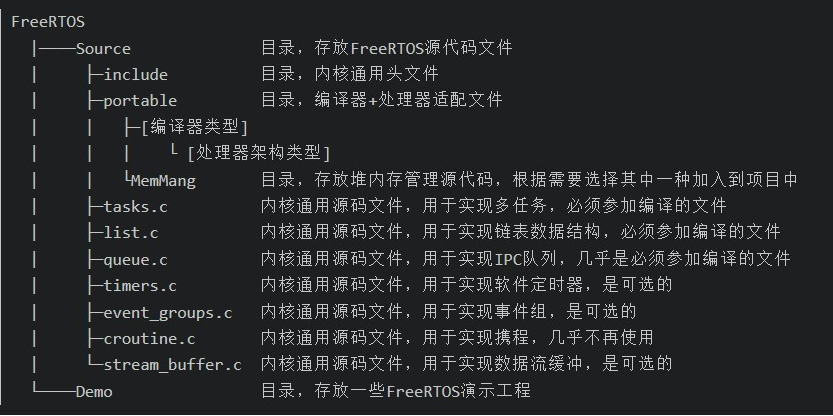 FreeRTOS
|────Source 目录，存放FreeRTOS源代码文件
| ├─include 目录，内核通用头文件
| ├─portable 目录，编译器+处理器适配文件
| | ├─[编译器类型]
| | | └ [处理器架构类型]
| | └MemMang 目录，存放堆内存管理源代码，根据需要选择其中一种加入到项目中
| ├─tasks.c 内核通用源码文件，用于实现多任务，必须参加编译的文件
| ├─list.c 内核通用源码文件，用于实现链表数据结构，必须参加编译的文件
| ├─queue.c 内核通用源码文件，用于实现IPC队列，几乎是必须参加编译的文件
| ├─timers.c 内核通用源码文件，用于实现软件定时器，是可选的
| ├─event_groups.c 内核通用源码文件，用于实现事件组，是可选的
| ├─croutine.c 内核通用源码文件，用于实现携程，几乎不再使用
| └─stream_buffer.c 内核通用源码文件，用于实现数据流缓冲，是可选的
└────Demo 目录，存放一些FreeRTOS演示工程